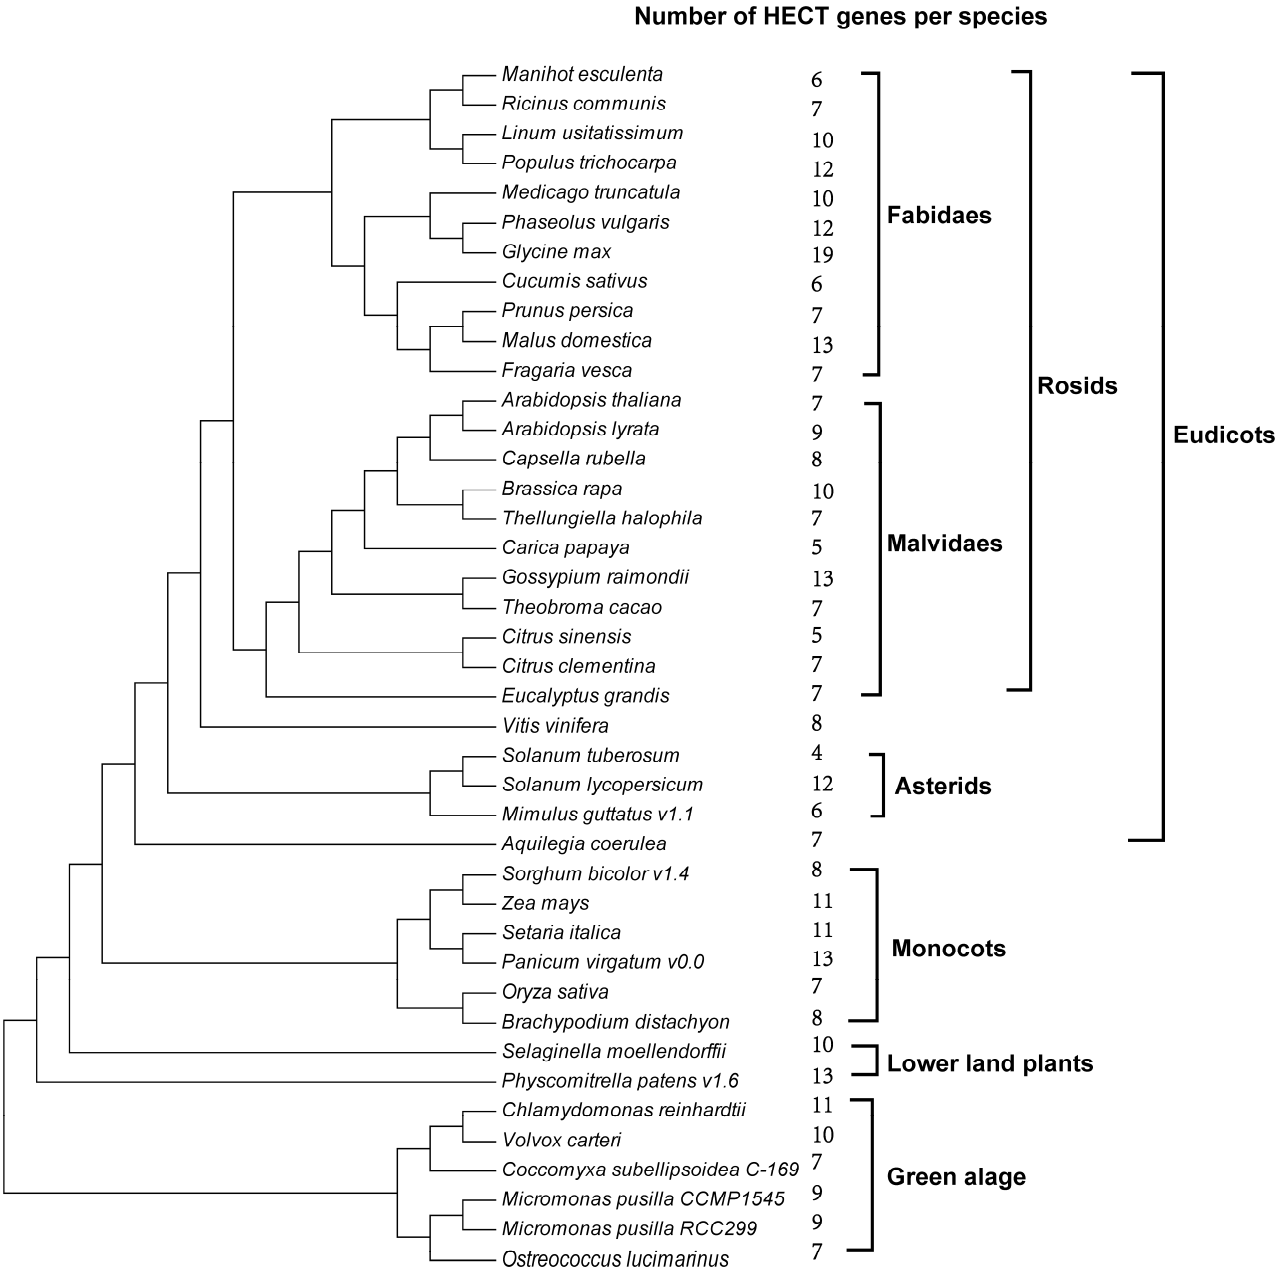 Number of HECT genes per species
Manihot esculenta 6
Ricinus communis 7
Linum usitatissimum 10
Populus trichocarpa 12
Medicago truncatula 10
Fabidaes
Phaseolus vulgaris 12
Glycine max 19
Cucumis sativus 6
Prunus persica 7
Malus domestica 13
Fragaria vesca 7
Rosids
Arabidopsis thaliana 7
Arabidopsis lyrata 9
Eudicots
Capsella rubella 8
Brassica rapa 10
Thellungiella halophila 7
Malvidaes
Carica papaya 5
Gossypium raimondii 13
Theobroma cacao 7
Citrus sinensis 5
Citrus clementina 7
Eucalyptus grandis 7
Vitis vinifera 8
Solanum tuberosum 4
Solanum lycopersicum 12
Asterids
Mimulus guttatus v1.1 6
Aquilegia coerulea 7
Sorghum bicolor v1.4 8
Zea mays 11
Setaria italica 11
Monocots
Panicum virgatum v0.0 13
Oryza sativa 7
Brachypodium distachyon 8
Selaginella moellendorffii 10
Lower land plants
Physcomitrella patens v1.6 13
Chlamydomonas reinhardtii 11
Volvox carteri 10
Coccomyxa subellipsoidea C-169 7
Green alage
Micromonas pusilla CCMP1545 9
Micromonas pusilla RCC299 9
Ostreococcus lucimarinus 7